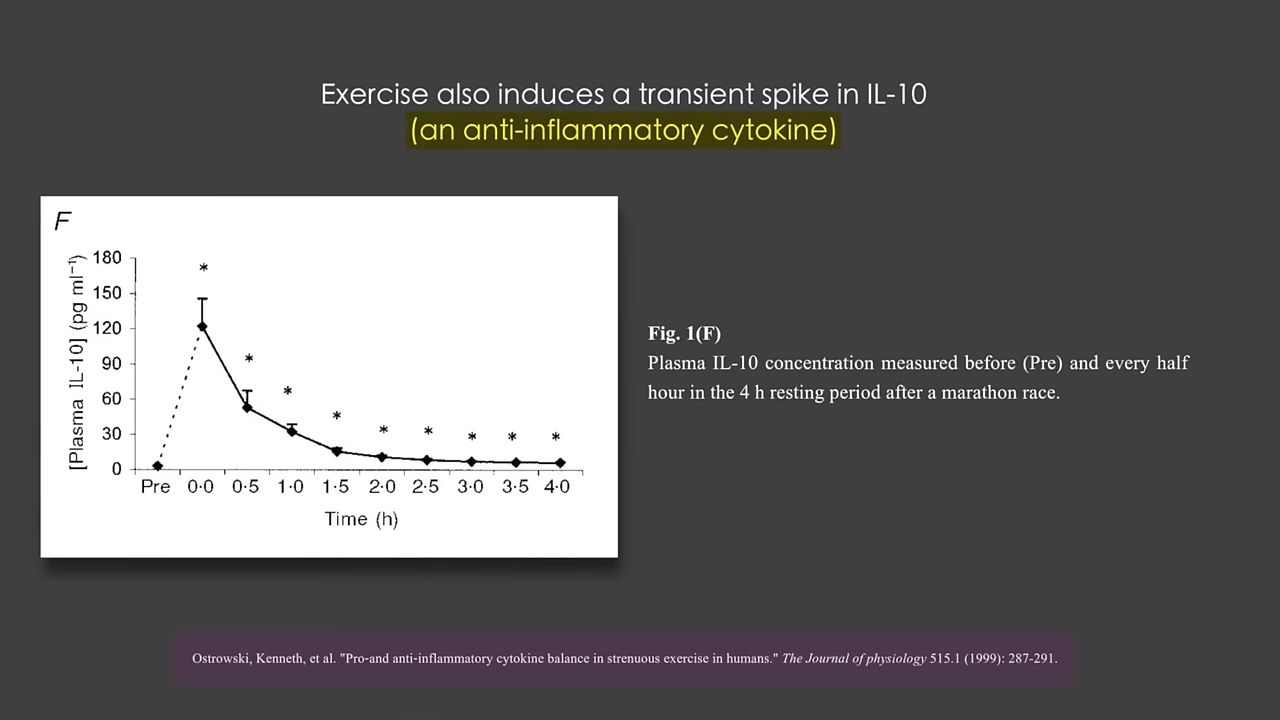 Exercise also induces a transient spike in IL-10
(an anti-inflammatory cytokine)
F
[Plasma IL-10] (pg ml⁻¹)
180
150
120
90
60
30
0
* * * * * * * * *
Pre 0·0 0·5 1·0 1·5 2·0 2·5 3·0 3·5 4·0
Time (h)
Fig. 1(F)
Plasma IL-10 concentration measured before (Pre) and every half
hour in the 4 h resting period after a marathon race.
Ostrowski, Kenneth, et al. "Pro-and anti-inflammatory cytokine balance in strenuous exercise in humans." The Journal of physiology 515.1 (1999): 287-291.